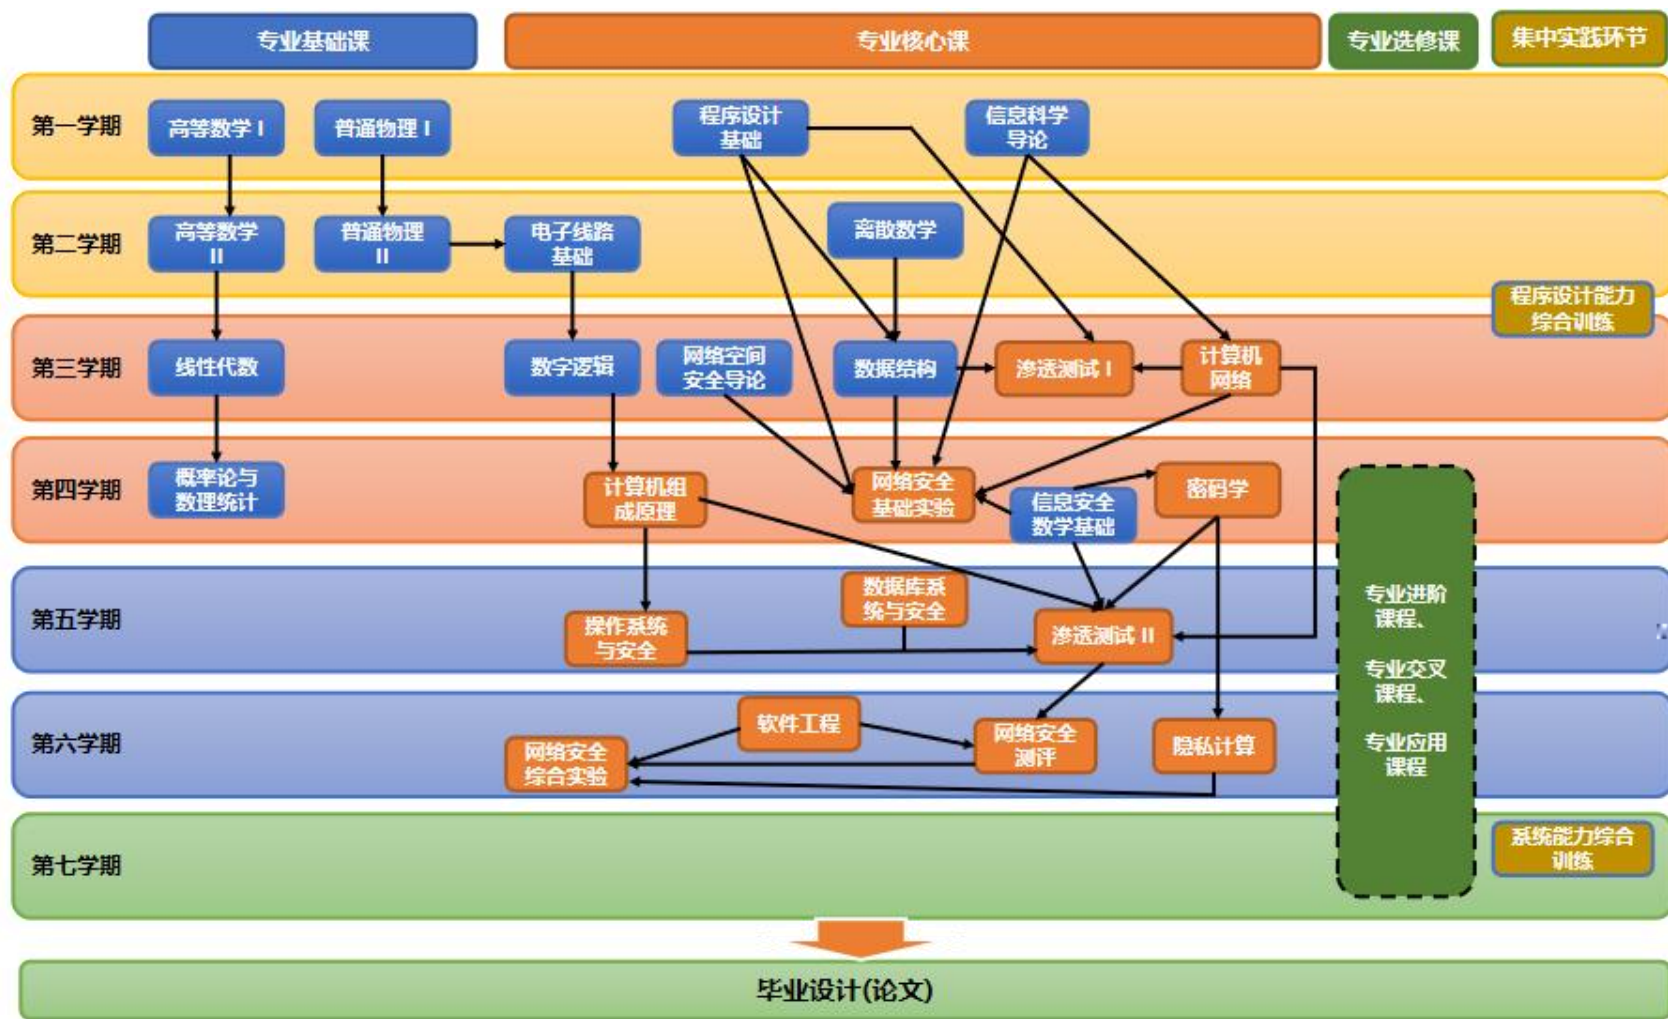 专业基础课
专业核心课
专业选修课
集中实践环节
第一学期
高等数学 I
普通物理 I
程序设计
基础
信息科学
导论
第二学期
高等数学
II
普通物理
II
电子线路
基础
离散数学
程序设计能力
综合训练
第三学期
线性代数
数字逻辑
网络空间
安全导论
数据结构
渗透测试 I
计算机
网络
第四学期
概率论与
数理统计
计算机组
成原理
网络安全
基础实验
信息安全
数学基础
密码学
第五学期
操作系统
与安全
数据库系
统与安全
渗透测试 II
专业进阶
课程、
专业交叉
课程、
专业应用
课程
第六学期
网络安全
综合实验
软件工程
网络安全
测评
隐私计算
第七学期
系统能力综合
训练
毕业设计(论文)